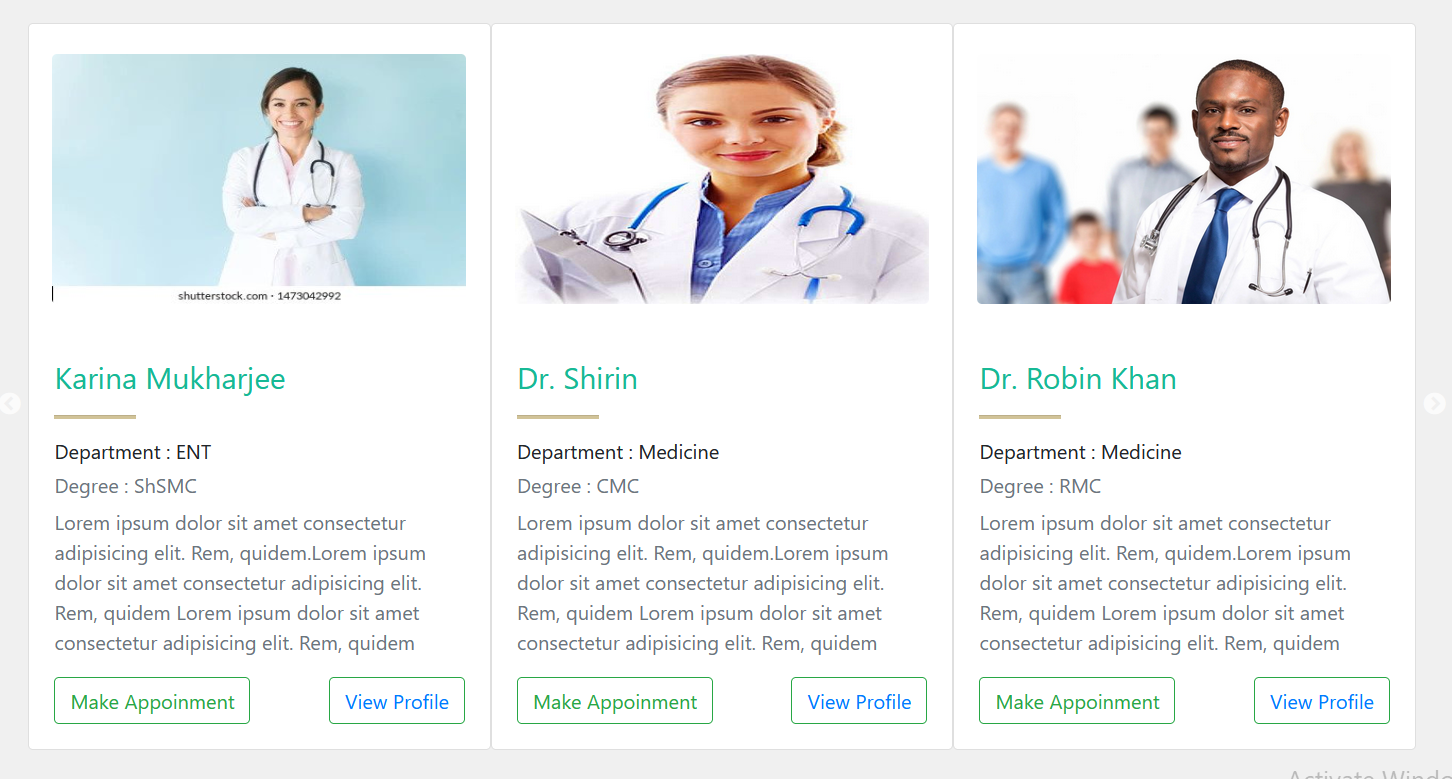 shutterstock.com · 1473042992
Karina Mukharjee
Department : ENT
Degree : ShSMC
Lorem ipsum dolor sit amet consectetur
adipisicing elit. Rem, quidem.Lorem ipsum
dolor sit amet consectetur adipisicing elit.
Rem, quidem Lorem ipsum dolor sit amet
consectetur adipisicing elit. Rem, quidem
Make Appoinment
View Profile
Dr. Shirin
Department : Medicine
Degree : CMC
Lorem ipsum dolor sit amet consectetur
adipisicing elit. Rem, quidem.Lorem ipsum
dolor sit amet consectetur adipisicing elit.
Rem, quidem Lorem ipsum dolor sit amet
consectetur adipisicing elit. Rem, quidem
Make Appoinment
View Profile
Dr. Robin Khan
Department : Medicine
Degree : RMC
Lorem ipsum dolor sit amet consectetur
adipisicing elit. Rem, quidem.Lorem ipsum
dolor sit amet consectetur adipisicing elit.
Rem, quidem Lorem ipsum dolor sit amet
consectetur adipisicing elit. Rem, quidem
Make Appoinment
View Profile
Activate